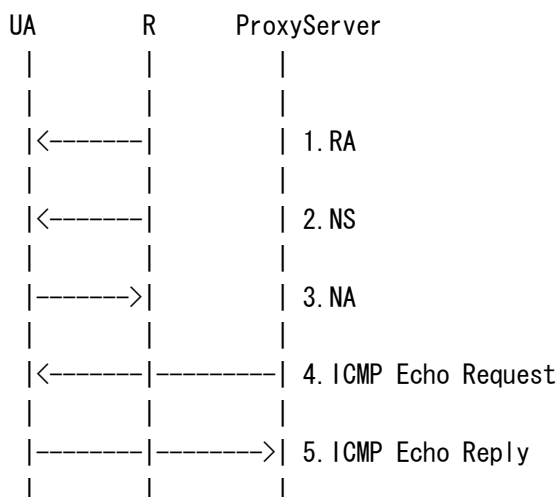 UA R ProxyServer
| | |
| | |
|<-------| | 1.RA
| | |
|<-------| | 2.NS
| | |
|------->| | 3.NA
| | |
|<-------|---------| 4.ICMP Echo Request
| | |
|--------|-------->| 5.ICMP Echo Reply
| | |